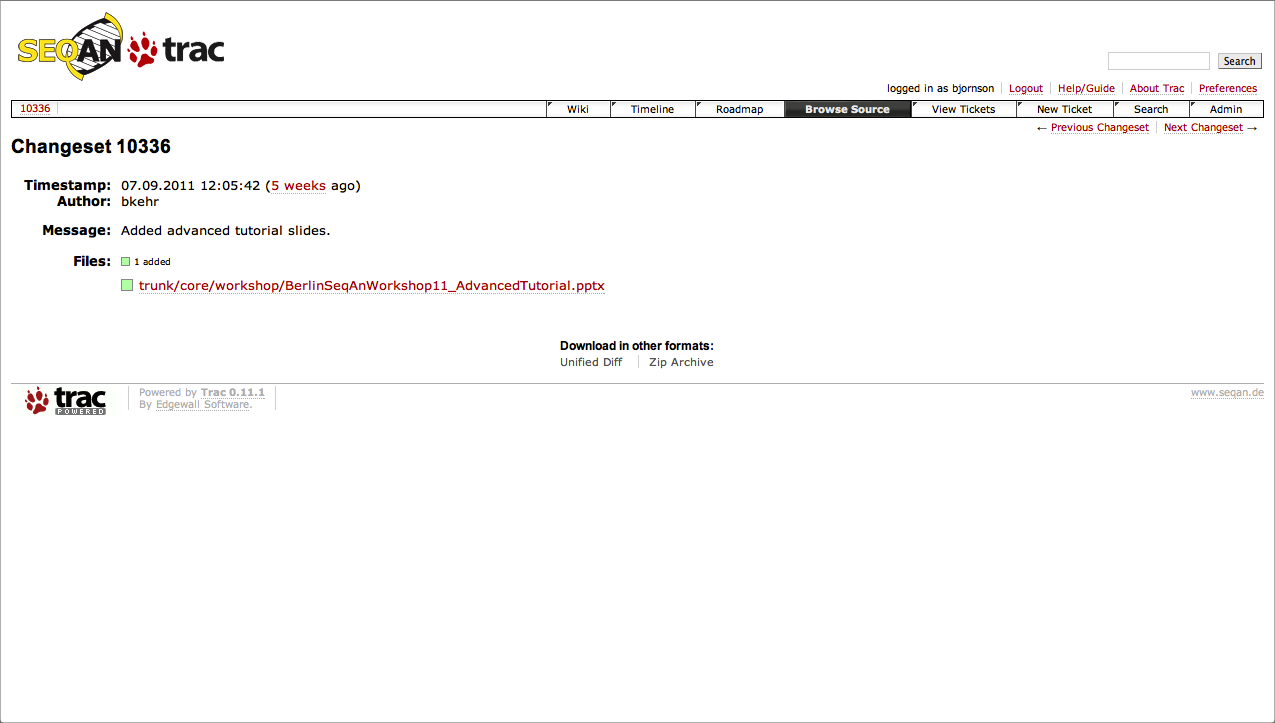 SEQAN trac
Search
logged in as bjornson Logout Help/Guide About Trac Preferences
10336 Wiki Timeline Roadmap Browse Source View Tickets New Ticket Search Admin
← Previous Changeset Next Changeset →
Changeset 10336
Timestamp: 07.09.2011 12:05:42 (5 weeks ago)
Author: bkehr
Message: Added advanced tutorial slides.
Files: 1 added
trunk/core/workshop/BerlinSeqAnWorkshop11_AdvancedTutorial.pptx
Download in other formats:
Unified Diff Zip Archive
trac POWERED
Powered by Trac 0.11.1
By Edgewall Software.
www.seqan.de